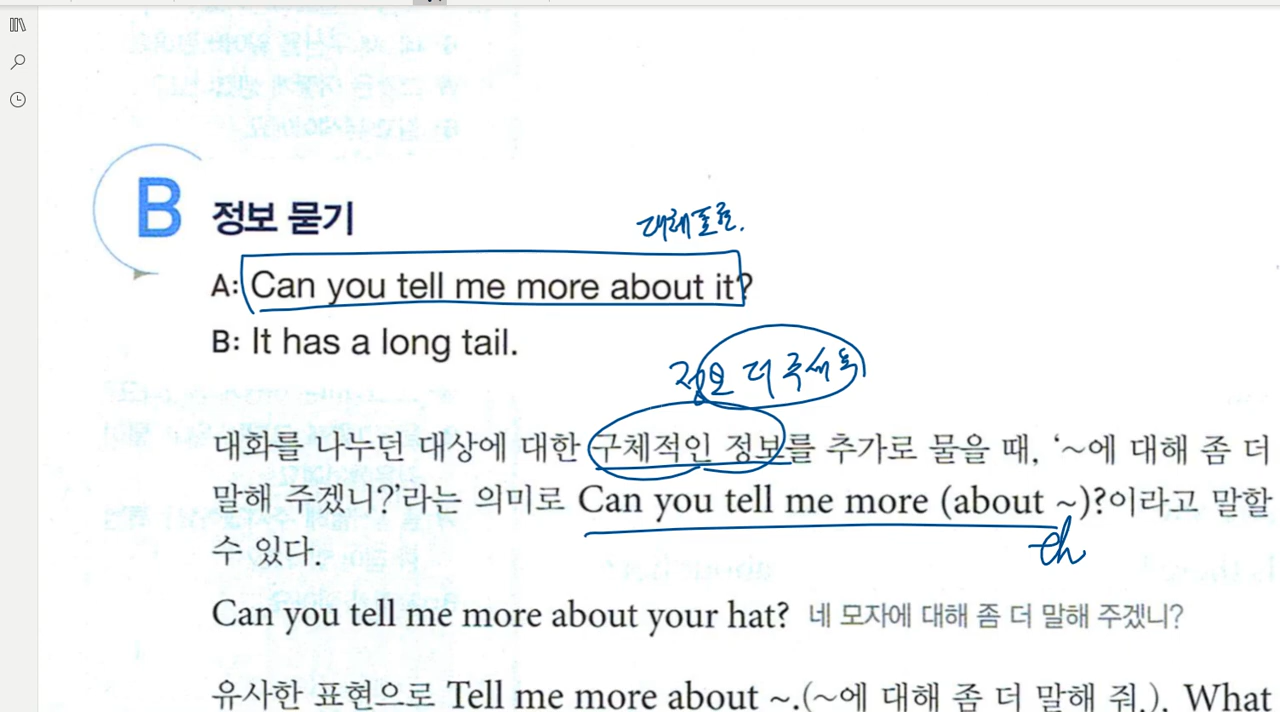 B 정보 묻기
대표표현.
A: Can you tell me more about it?
B: It has a long tail.
정보 더 주세요
대화를 나누던 대상에 대한 구체적인 정보를 추가로 물을 때, ‘~에 대해 좀 더
말해 주겠니?’라는 의미로 Can you tell me more (about ~)?이라고 말할
수 있다.
Can you tell me more about your hat? 네 모자에 대해 좀 더 말해 주겠니?
유사한 표현으로 Tell me more about ~.(~에 대해 좀 더 말해 줘.), What